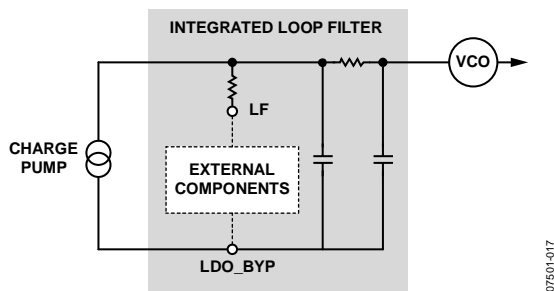 INTEGRATED LOOP FILTER
VCO
LF
CHARGE
PUMP
EXTERNAL
COMPONENTS
LDO_BYP
07501-017